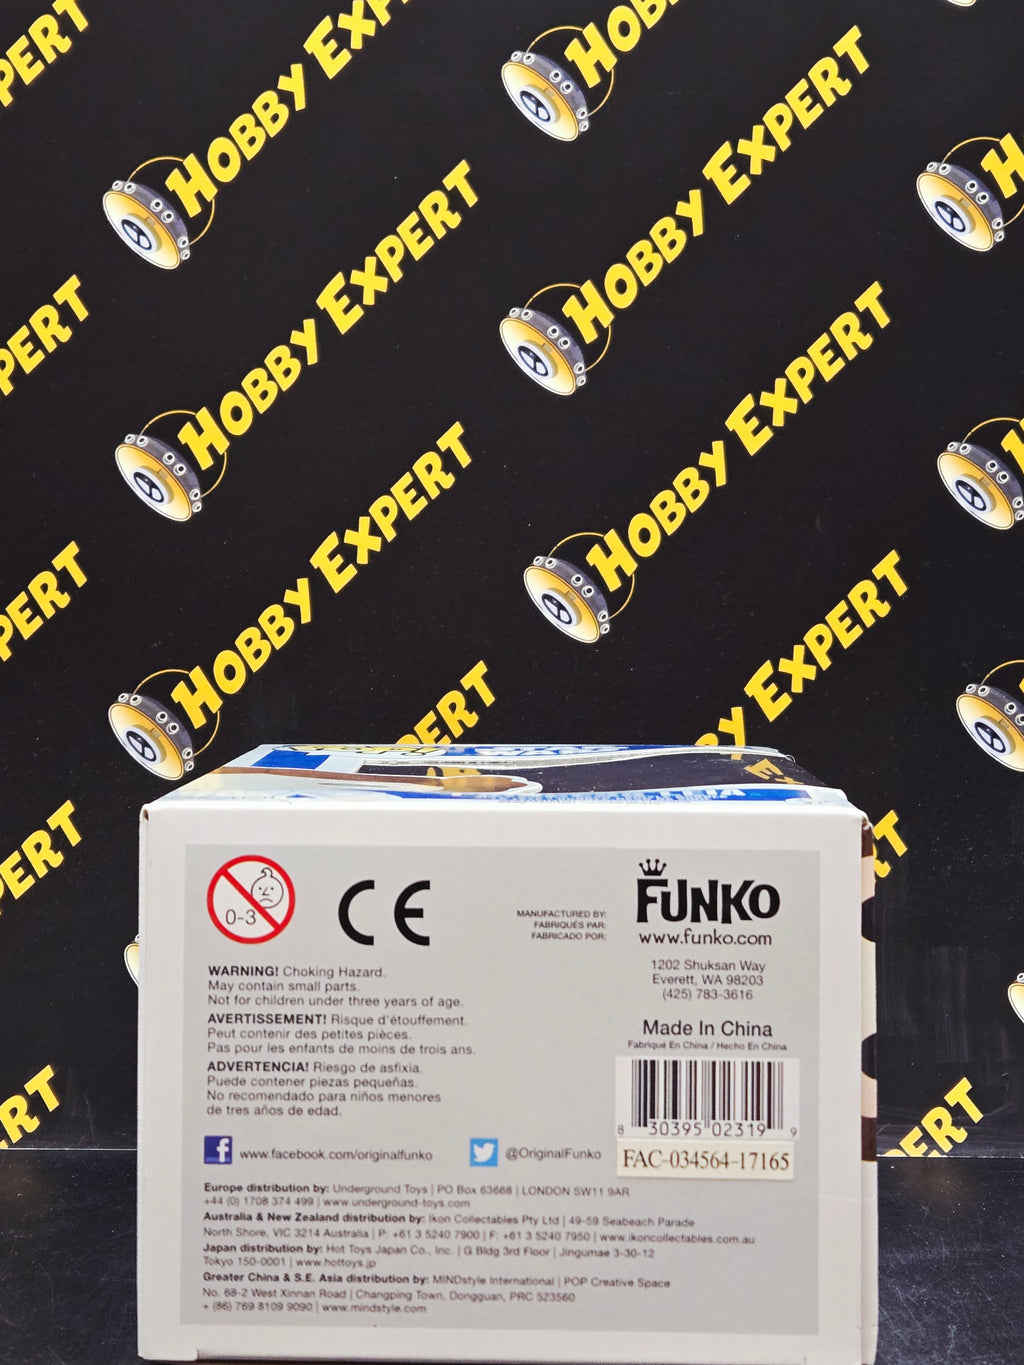 HOBBY EXPERT
HOBBY EXPERT
HOBBY EXPERT
HOBBY EXPERT
HOBBY EXPERT
HOBBY EXPERT
HOBBY EXPERT
0-3
CE
MANUFACTURED BY:
FABRIQUÉS PAR:
FABRICADO POR:
FUNKO
www.funko.com
1202 Shuksan Way
Everett, WA 98203
(425) 783-3616
Made In China
Fabriqué En China / Hecho En China
WARNING! Choking Hazard.
May contain small parts.
Not for children under three years of age.
AVERTISSEMENT! Risque d'étouffement.
Peut contenir des petites pièces.
Pas pour les enfants de moins de trois ans.
ADVERTENCIA! Riesgo de asfixia.
Puede contener piezas pequeñas.
No recomendado para niños menores
de tres años de edad.
8 30395 02319 9
FAC-034564-17165
f www.facebook.com/originalfunko
@OriginalFunko
Europe distribution by: Underground Toys | PO Box 63668 | LONDON SW11 9AR
+44 (0) 1708 374 499 | www.underground-toys.com
Australia & New Zealand distribution by: Ikon Collectables Pty Ltd | 49-59 Seabeach Parade
North Shore, VIC 3214 Australia | P: +61 3 5240 7900 | F: +61 3 5240 7950 | www.ikoncollectables.com.au
Japan distribution by: Hot Toys Japan Co., Inc. | G Bldg 3rd Floor | Jingumae 3-30-12
Tokyo 150-0001 | www.hottoys.jp
Greater China & S.E. Asia distribution by: MINDstyle International | POP Creative Space
No. 68-2 West Xinnan Road | Changping Town, Dongguan, PRC 523560
+ (86) 769 8109 9090 | www.mindstyle.com